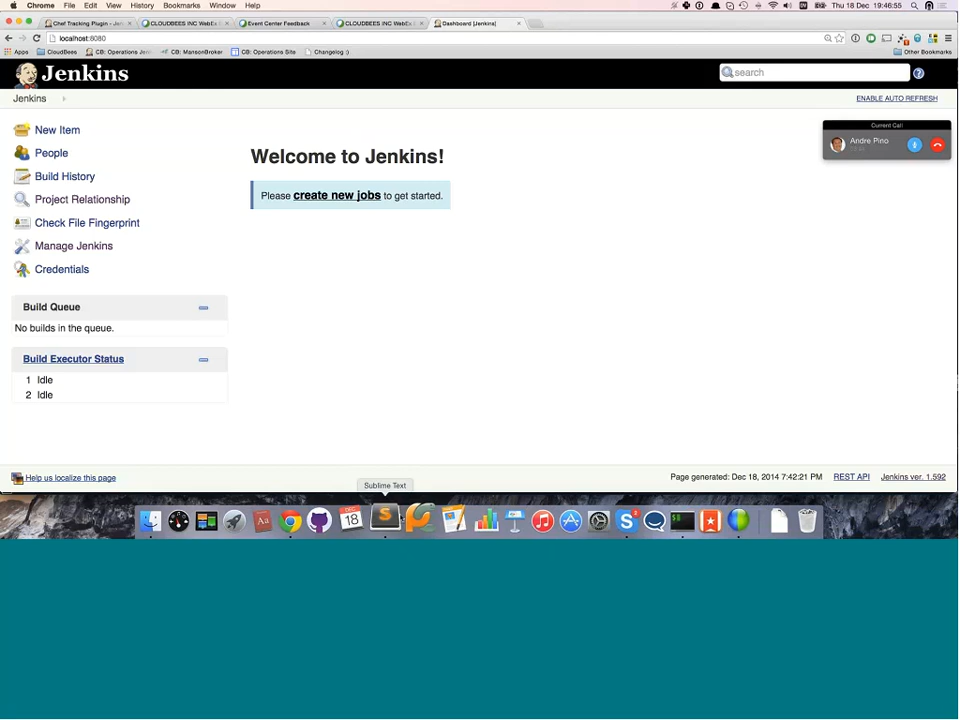 Chrome File Edit View History Bookmarks Window Help
Thu 18 Dec 19:46:55
Chef Tracking Plugin - Jen
CLOUDBEES INC WebEx
Event Center Feedback
CLOUDBEES INC WebEx
Dashboard [Jenkins]
localhost:8080
Apps
CloudBees
CB: Operations Jen
CB: MansonBroker
CB: Operations Site
Changelog :)
Other Bookmarks
Jenkins
search
Jenkins
ENABLE AUTO REFRESH
Current Call
Andre Pino
New Item
People
Build History
Project Relationship
Check File Fingerprint
Manage Jenkins
Credentials
Welcome to Jenkins!
Please create new jobs to get started.
Build Queue
No builds in the queue.
Build Executor Status
1 Idle
2 Idle
Help us localize this page
Page generated: Dec 18, 2014 7:42:21 PM
REST API
Jenkins ver. 1.592
Sublime Text
Aa
18
S
2